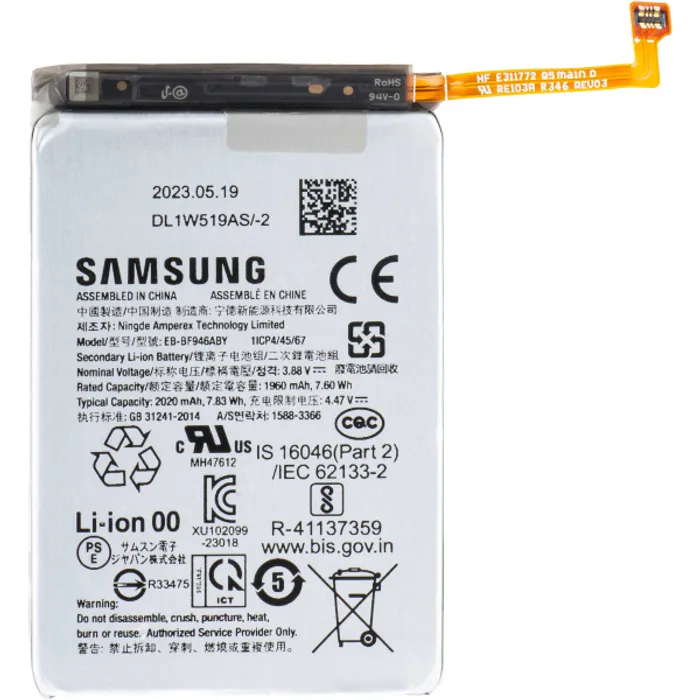 RoHS
94V-0
HF E311772 Q5main D
RE103A R346 REV03
2023.05.19
DL1W519AS/-2
SAMSUNG
CE
ASSEMBLED IN CHINA ASSEMBLÉ EN CHINE
中國製造/中国制造 制造商: 宁德新能源科技有限公司
제조자: Ningde Amperex Technology Limited
Model/型号/型號: EB-BF946ABY 1ICP4/45/67
Secondary Li-ion Battery/锂离子电池组/二次鋰電池組
Nominal Voltage/标称电压/標稱電壓/정격: 3.88 V⎓
廢電池請回收
Rated Capacity/额定容量/額定容量: 1960 mAh, 7.60 Wh
Typical Capacity: 2020 mAh, 7.83 Wh, 充电限制电压: 4.47 V⎓
执行标准: GB 31241-2014 A/S연락처: 1588-3366
CQC
c RU US
MH47612
IS 16046(Part 2)
/IEC 62133-2
XU102099
-23018
R-41137359
www.bis.gov.in
Li-ion 00
PS
E
サムスン電子
ジャパン株式会社
R33475
ICT
5
Warning:
Do not disassemble, crush, puncture, heat,
burn or reuse. Authorized Service Provider Only.
警告: 禁止拆卸、穿刺、燃燒或重複使用。